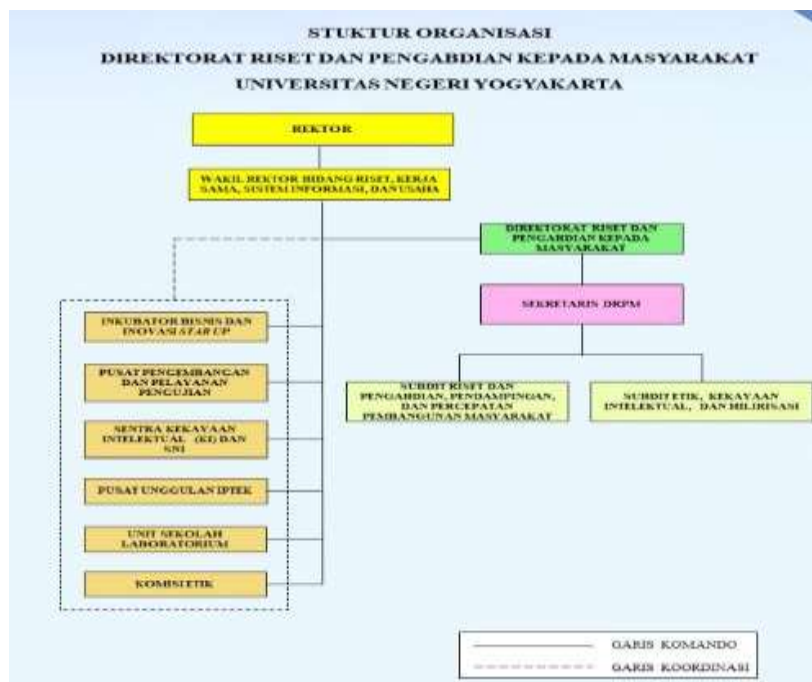 STUKTUR ORGANISASI
DIREKTORAT RISET DAN PENGABDIAN KEPADA MASYARAKAT
UNIVERSITAS NEGERI YOGYAKARTA
REKTOR
WAKIL REKTOR BIDANG RISET, KERJA
SAMA, SISTEM INFORMASI, DAN USAHA
DIREKTORAT RISET DAN
PENGABDIAN KEPADA
MASYARAKAT
SEKRETARIS DRPM
SUBDIT RISET DAN
PENGABDIAN, PENDAMPINGAN,
DAN PERCEPATAN
PEMBANGUNAN MASYARAKAT
SUBDIT ETIK, KEKAYAAN
INTELEKTUAL, DAN HILIRISASI
INKUBATOR BISNIS DAN
INOVASI STAR UP
PUSAT PENGEMBANGAN
DAN PELAYANAN
PENGUJIAN
SENTRA KEKAYAAN
INTELEKTUAL (KI) DAN
SNI
PUSAT UNGGULAN IPTEK
UNIT SEKOLAH
LABORATORIUM
KOMISI ETIK
GARIS KOMANDO
GARIS KOORDINASI